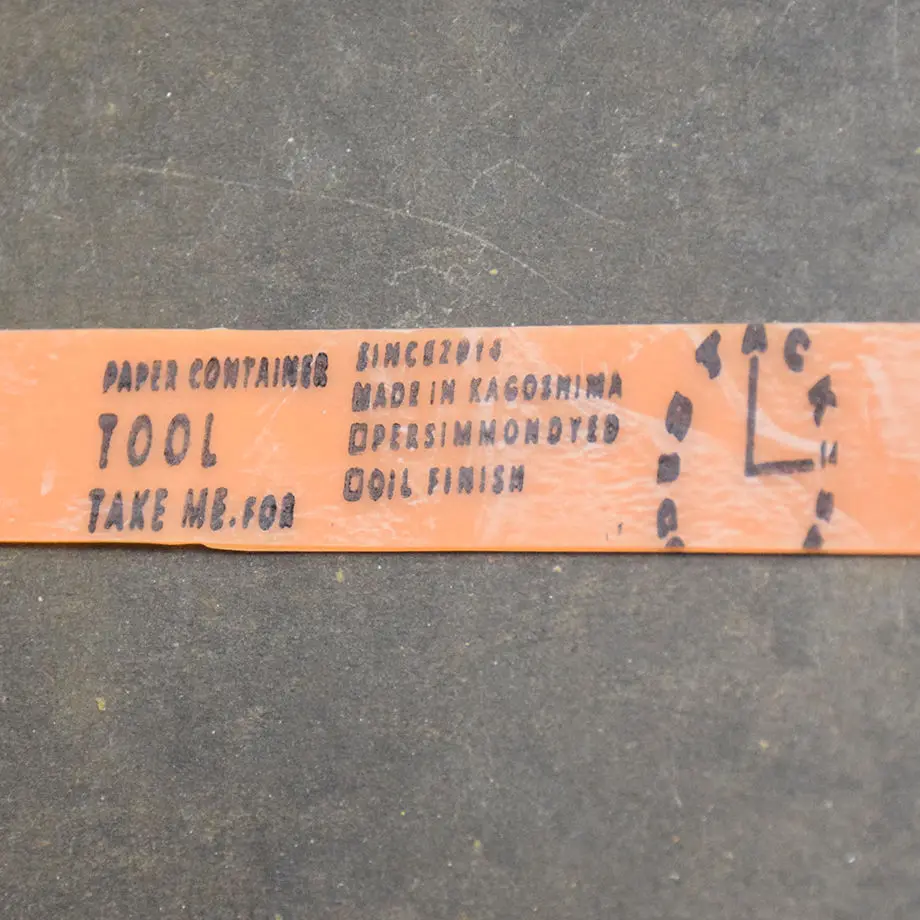 PAPER CONTAINER
TOOL
TAKE ME.FOR
SINCE2014
MADE IN KAGOSHIMA
PERSIMMONDYED
OIL FINISH